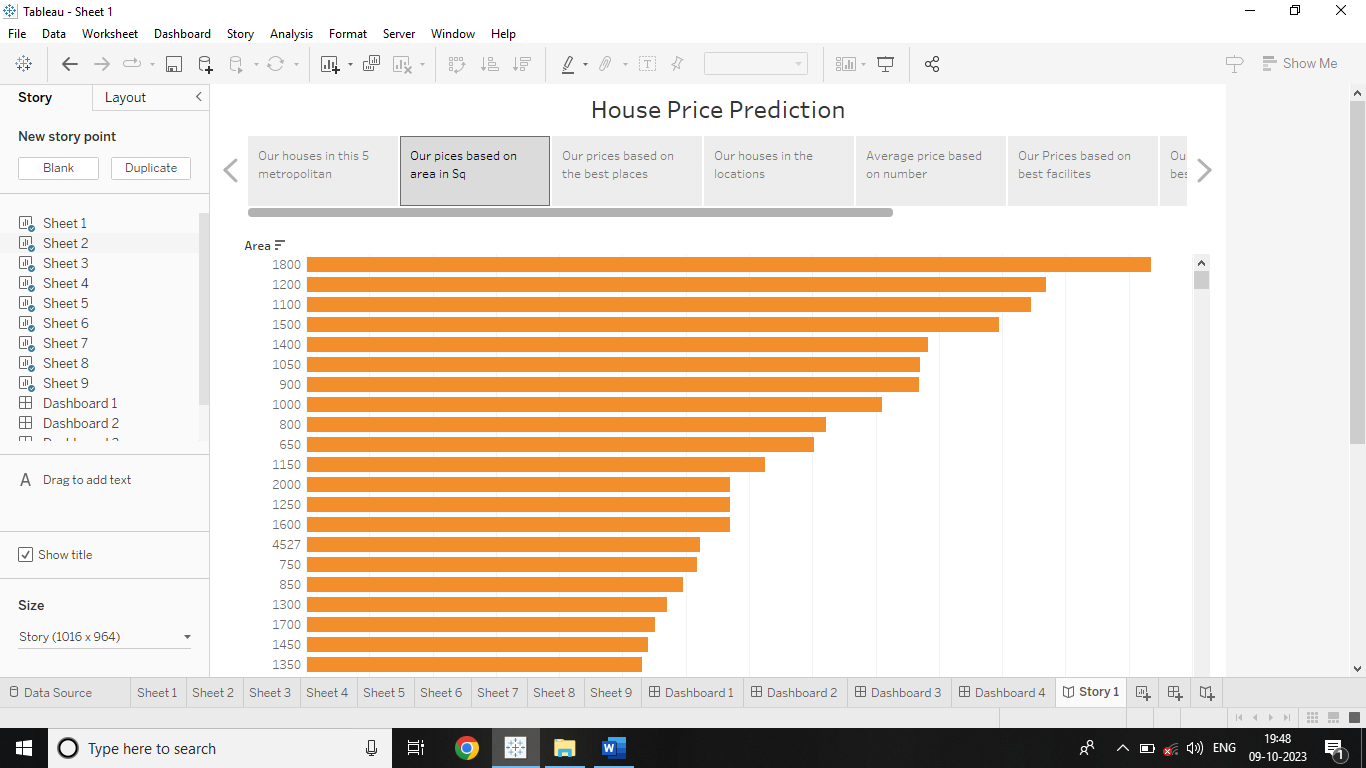 Tableau - Sheet 1
File Data Worksheet Dashboard Story Analysis Format Server Window Help
Show Me
Story Layout
New story point
Blank Duplicate
Sheet 1
Sheet 2
Sheet 3
Sheet 4
Sheet 5
Sheet 6
Sheet 7
Sheet 8
Sheet 9
Dashboard 1
Dashboard 2
A Drag to add text
Show title
Size
Story (1016 x 964)
House Price Prediction
Our houses in this 5
metropolitan
Our pices based on
area in Sq
Our prices based on
the best places
Our houses in the
locations
Average price based
on number
Our Prices based on
best facilites
Area
1800
1200
1100
1500
1400
1050
900
1000
800
650
1150
2000
1250
1600
4527
750
850
1300
1700
1450
1350
Data Source Sheet 1 Sheet 2 Sheet 3 Sheet 4 Sheet 5 Sheet 6 Sheet 7 Sheet 8 Sheet 9 Dashboard 1 Dashboard 2 Dashboard 3 Dashboard 4 Story 1
Type here to search
W
ENG
19:48
09-10-2023
1